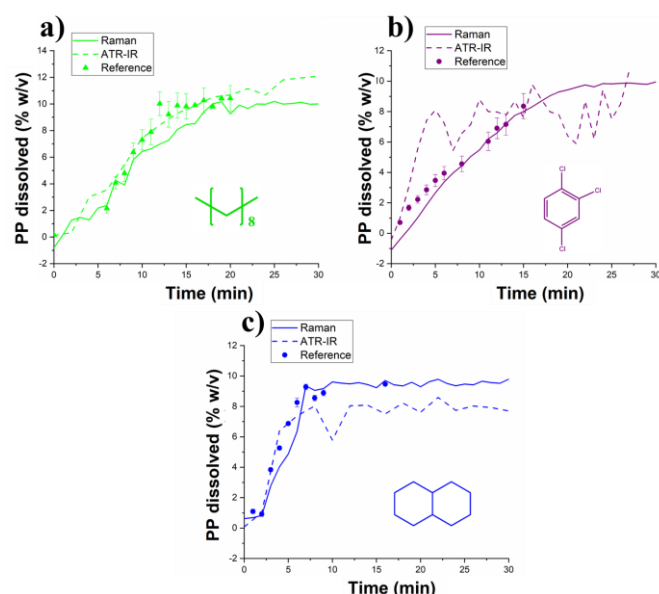 a)
Raman
ATR-IR
Reference
PP dissolved (% w/v)
14
12
10
8
6
4
2
0
-2
0 5 10 15 20 25 30
Time (min)
8
b)
Raman
ATR-IR
Reference
PP dissolved (% w/v)
12
10
8
6
4
2
0
-2
0 5 10 15 20 25 30
Time (min)
Cl
Cl
Cl
c)
Raman
ATR-IR
Reference
PP dissolved (% w/v)
12
10
8
6
4
2
0
-2
0 5 10 15 20 25 30
Time (min)